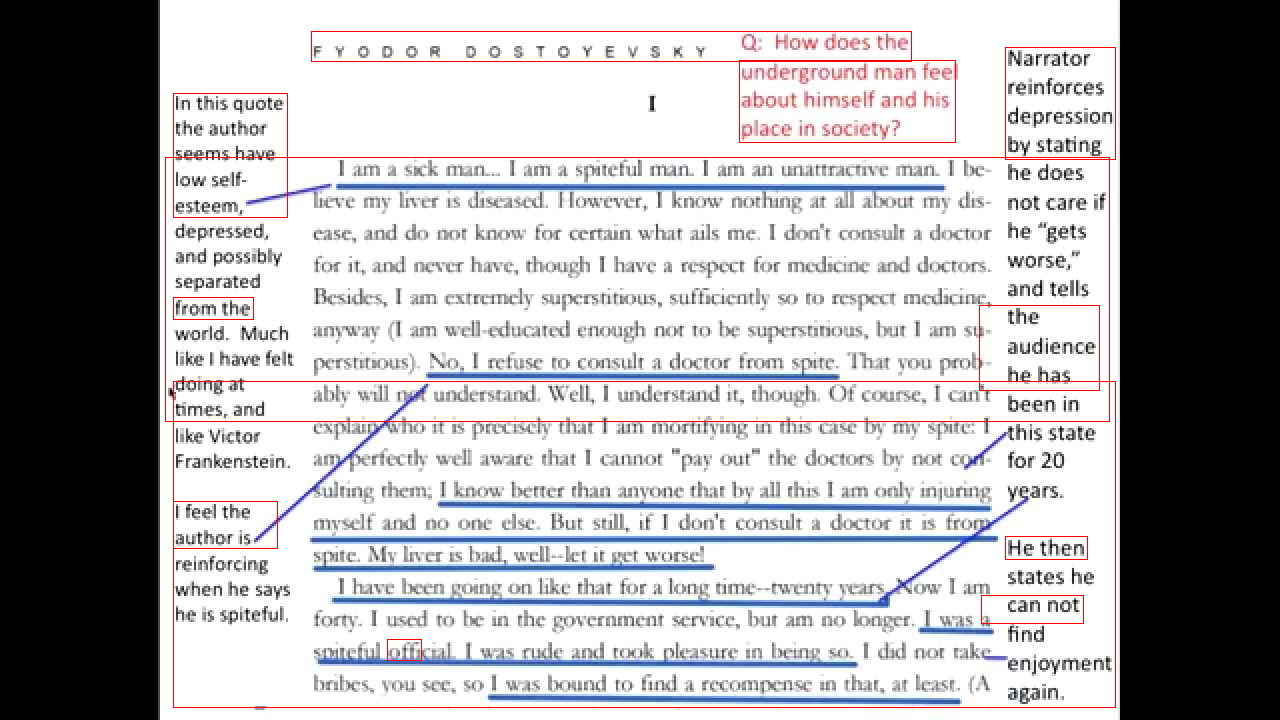 FYODOR DOSTOYEVSKY
Q: How does the
underground man feel
about himself and his
place in society?
I
In this quote
the author
seems have
low self-
esteem,
depressed,
and possibly
separated
from the
world. Much
like I have felt
doing at
times, and
like Victor
Frankenstein.
I feel the
author is
reinforcing
when he says
he is spiteful.
I am a sick man... I am a spiteful man. I am an unattractive man. I be-
lieve my liver is diseased. However, I know nothing at all about my dis-
ease, and do not know for certain what ails me. I don't consult a doctor
for it, and never have, though I have a respect for medicine and doctors.
Besides, I am extremely superstitious, sufficiently so to respect medicine,
anyway (I am well-educated enough not to be superstitious, but I am su-
perstitious). No, I refuse to consult a doctor from spite. That you prob-
ably will not understand. Well, I understand it, though. Of course, I can't
explain who it is precisely that I am mortifying in this case by my spite: I
am perfectly well aware that I cannot "pay out" the doctors by not con-
sulting them; I know better than anyone that by all this I am only injuring
myself and no one else. But still, if I don't consult a doctor it is from
spite. My liver is bad, well--let it get worse!
I have been going on like that for a long time--twenty years. Now I am
forty. I used to be in the government service, but am no longer. I was a
spiteful official. I was rude and took pleasure in being so. I did not take
bribes, you see, so I was bound to find a recompense in that, at least. (A
Narrator
reinforces
depression
by stating
he does
not care if
he “gets
worse,”
and tells
the
audience
he has
been in
this state
for 20
years.
He then
states he
can not
find
enjoyment
again.